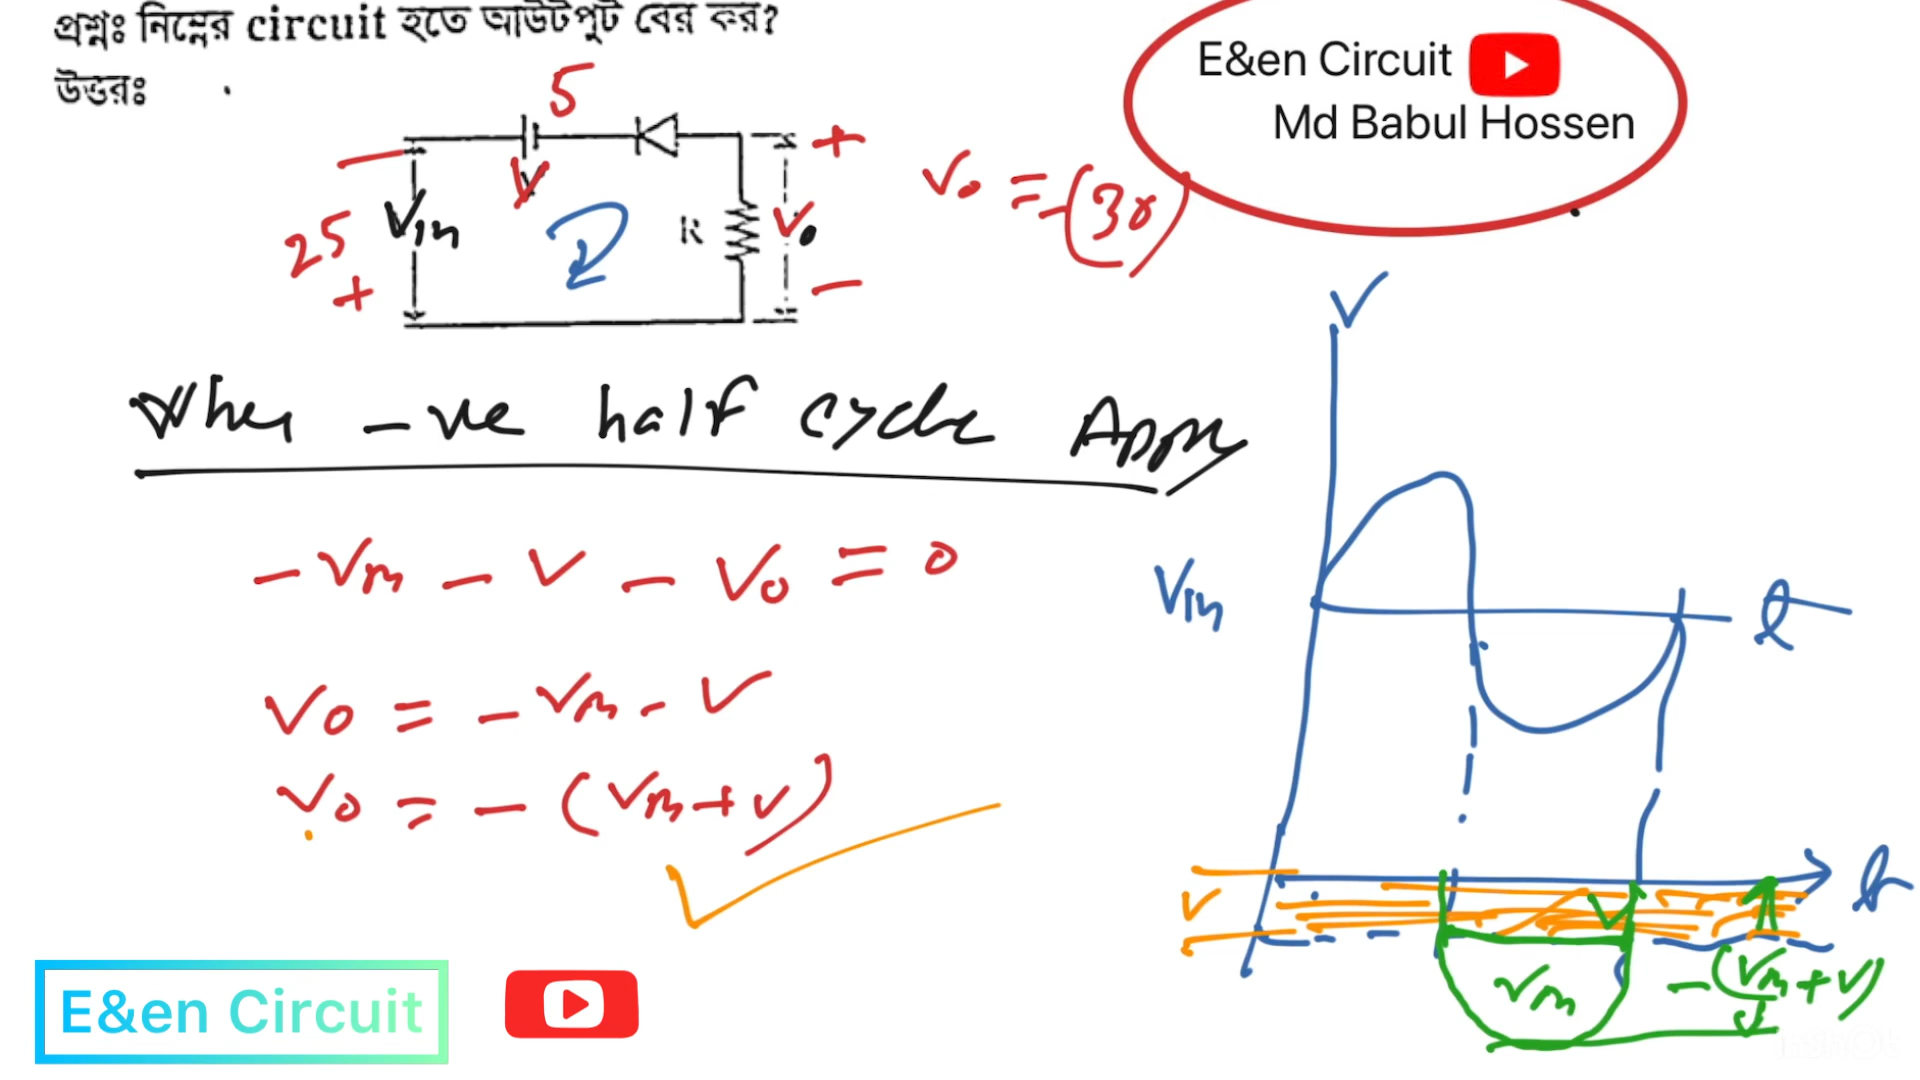 প্রশ্নঃ নিম্নের circuit হতে আউটপুট বের কর?
উত্তরঃ
E&en Circuit
Md Babul Hossen
5
V
+
25
Vin
+
R
Vo
-
Vo = -(30)
When -ve half cycle Apply
-Vm - V - Vo = 0
Vo = -Vm - V
Vo = -(Vm+V)
V
Vin
t
V
t
V
Vm
-(Vm+V)
E&en Circuit